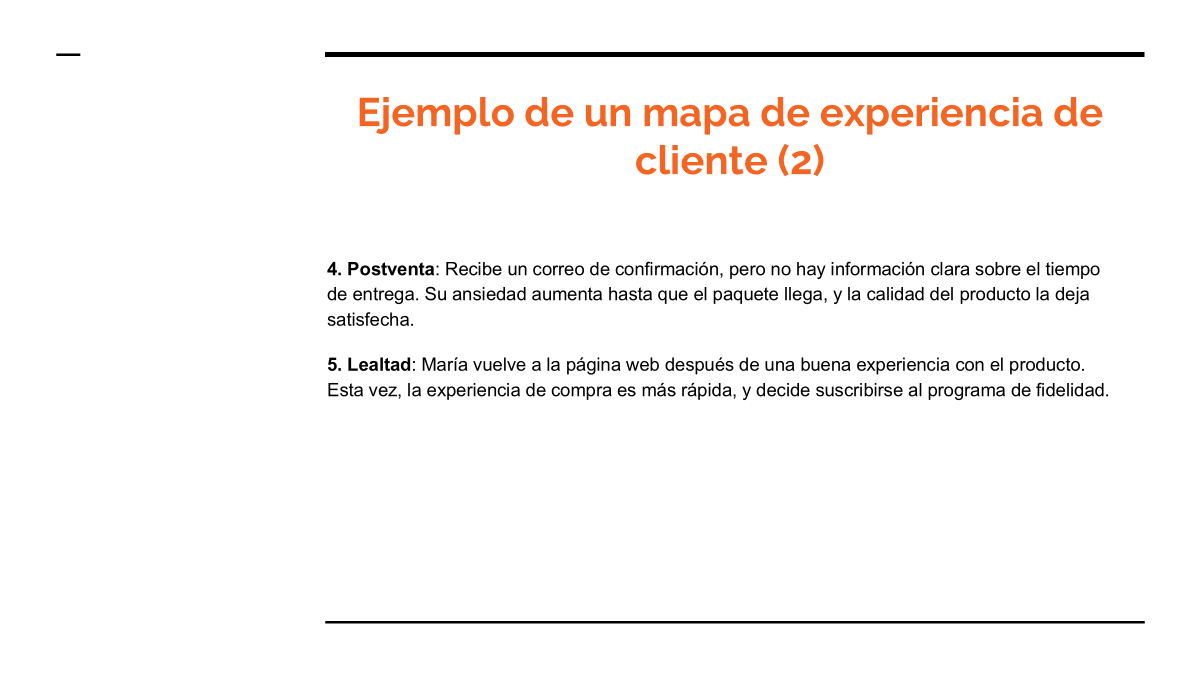 Ejemplo de un mapa de experiencia de
cliente (2)
4. Postventa: Recibe un correo de confirmación, pero no hay información clara sobre el tiempo
de entrega. Su ansiedad aumenta hasta que el paquete llega, y la calidad del producto la deja
satisfecha.
5. Lealtad: María vuelve a la página web después de una buena experiencia con el producto.
Esta vez, la experiencia de compra es más rápida, y decide suscribirse al programa de fidelidad.